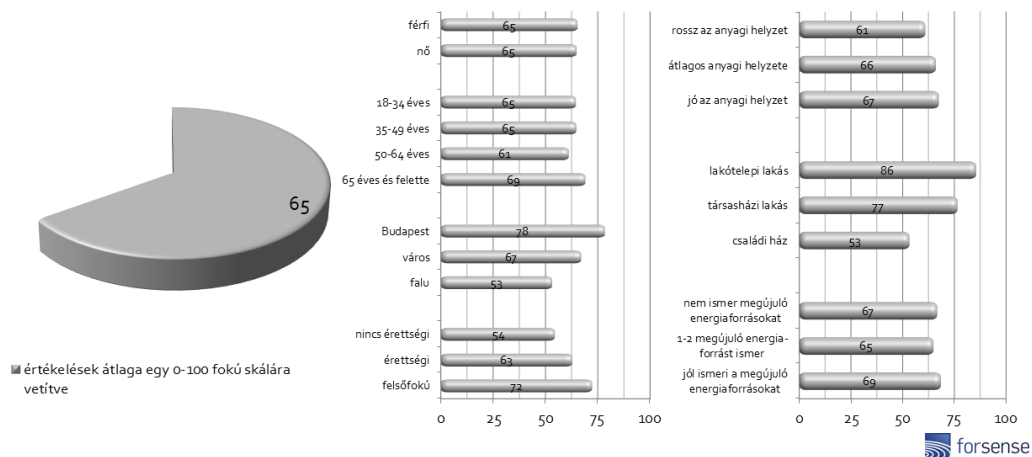 65
értékelések átlaga egy 0-100 fokú skálára
vetítve
férfi 65
nő 65
18-34 éves 65
35-49 éves 65
50-64 éves 61
65 éves és felette 69
Budapest 78
város 67
falu 53
nincs érettségi 54
érettségi 63
felsőfokú 72
0 25 50 75 100
rossz az anyagi helyzet 61
átlagos anyagi helyzete 66
jó az anyagi helyzet 67
lakótelepi lakás 86
társasházi lakás 77
családi ház 53
nem ismer megújuló
energiaforrásokat 67
1-2 megújuló energia-
forrást ismer 65
jól ismeri a megújuló
energiaforrásokat 69
0 25 50 75 100
forsense